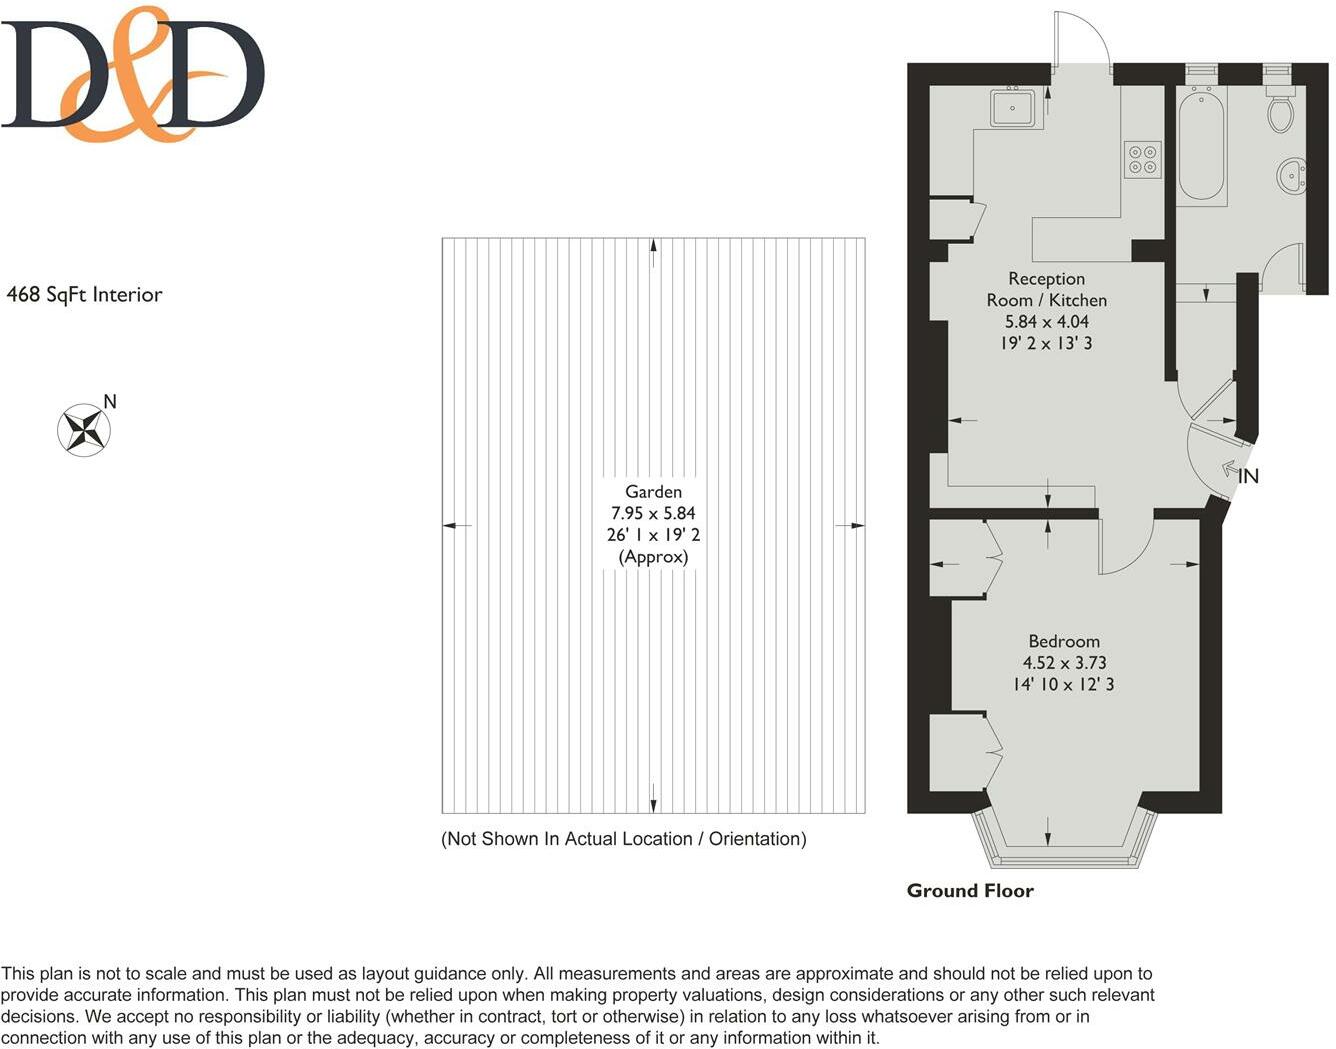 D&D
468 SqFt Interior
N
Garden
7.95 x 5.84
26' 1 x 19' 2
(Approx)
(Not Shown In Actual Location / Orientation)
Reception
Room / Kitchen
5.84 x 4.04
19' 2 x 13' 3
IN
Bedroom
4.52 x 3.73
14' 10 x 12' 3
Ground Floor
This plan is not to scale and must be used as layout guidance only. All measurements and areas are approximate and should not be relied upon to
provide accurate information. This plan must not be relied upon when making property valuations, design considerations or any other such relevant
decisions. We accept no responsibility or liability (whether in contract, tort or otherwise) in relation to any loss whatsoever arising from or in
connection with any use of this plan or the adequacy, accuracy or completeness of it or any information within it.